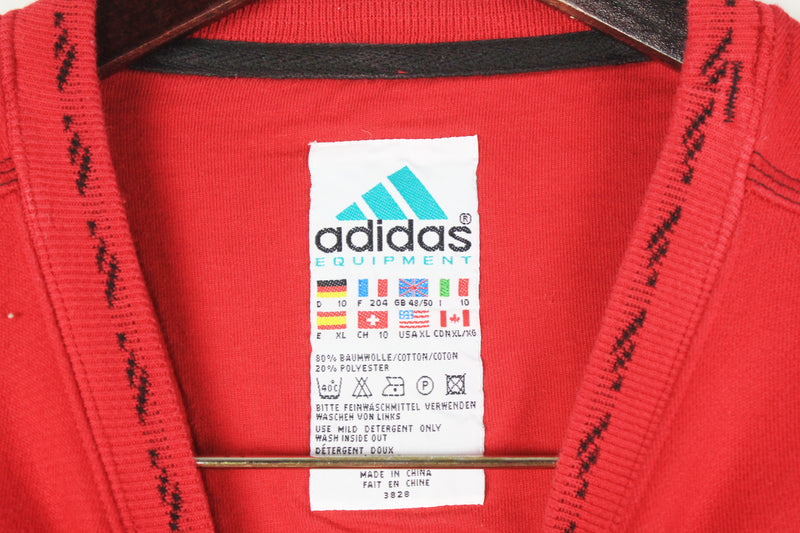 adidas®
EQUIPMENT
D 10 F 204 GB 48/50 I 10
E XL CH 10 USA XL CDN XL/XG
80% BAUMWOLLE/COTTON/COTON
20% POLYESTER
40C P
BITTE FEINWASCHMITTEL VERWENDEN
WASCHEN VON LINKS
USE MILD DETERGENT ONLY
WASH INSIDE OUT
DÉTERGENT DOUX
MADE IN CHINA
FAIT EN CHINE
3828